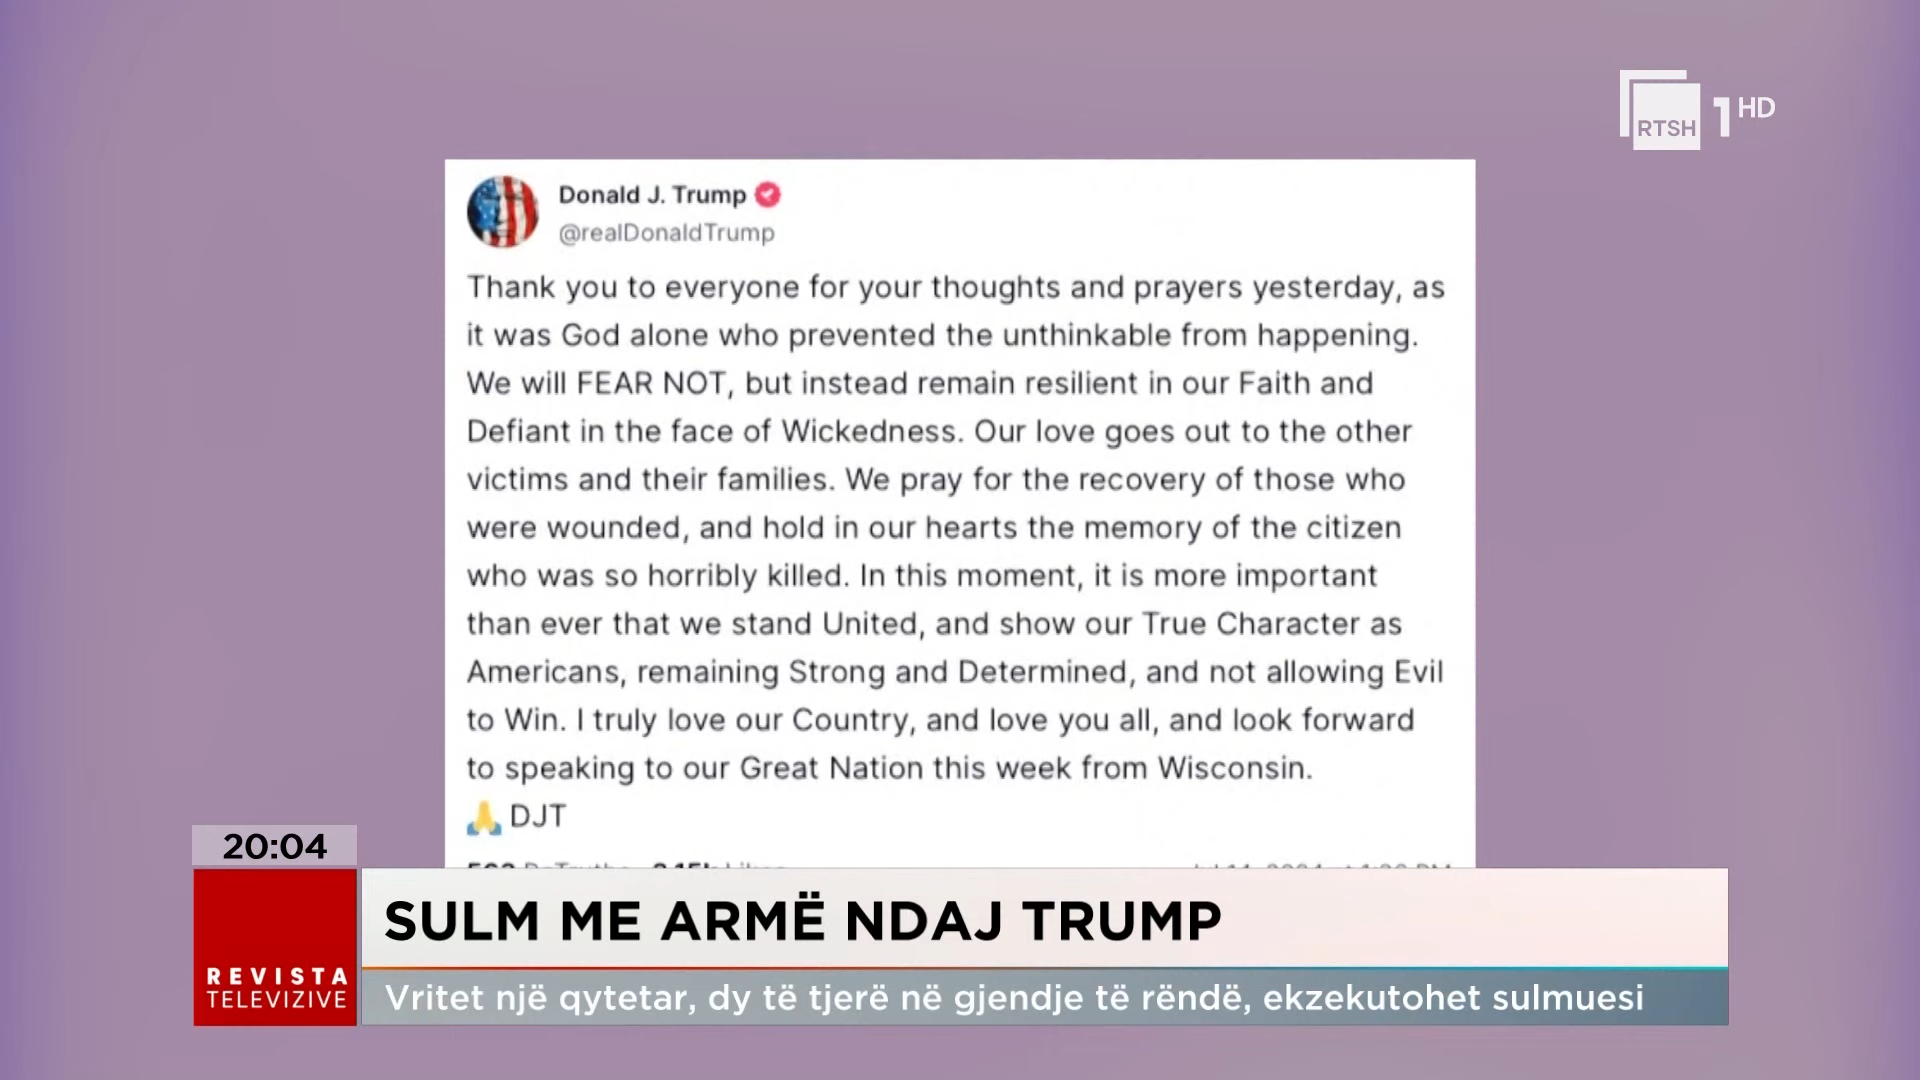 RTSH 1 HD
Donald J. Trump
@realDonaldTrump
Thank you to everyone for your thoughts and prayers yesterday, as
it was God alone who prevented the unthinkable from happening.
We will FEAR NOT, but instead remain resilient in our Faith and
Defiant in the face of Wickedness. Our love goes out to the other
victims and their families. We pray for the recovery of those who
were wounded, and hold in our hearts the memory of the citizen
who was so horribly killed. In this moment, it is more important
than ever that we stand United, and show our True Character as
Americans, remaining Strong and Determined, and not allowing Evil
to Win. I truly love our Country, and love you all, and look forward
to speaking to our Great Nation this week from Wisconsin.
🙏 DJT
20:04
SULM ME ARMË NDAJ TRUMP
REVISTA
TELEVIZIVE
Vritet një qytetar, dy të tjerë në gjendje të rëndë, ekzekutohet sulmuesi